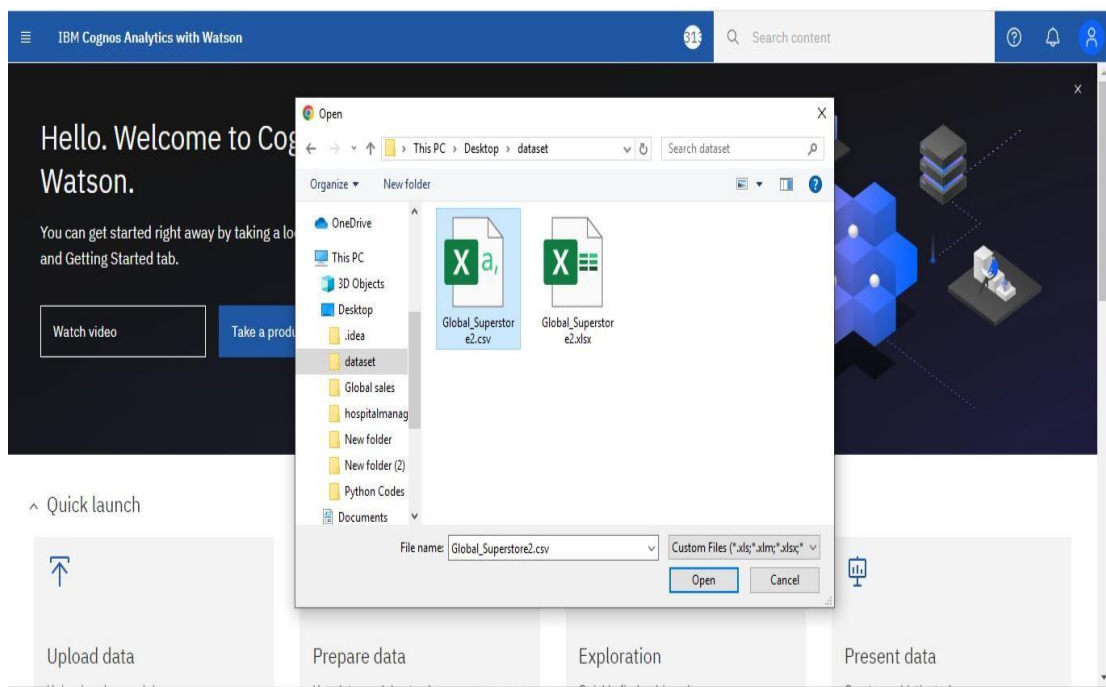 IBM Cognos Analytics with Watson
Search content
Hello. Welcome to Cog
Watson.
You can get started right away by taking a lo
and Getting Started tab.
Watch video
Take a produ
x
Open
X
This PC > Desktop > dataset
Search dataset
Organize
New folder
OneDrive
This PC
3D Objects
Desktop
.idea
dataset
Global sales
hospitalmanag
New folder
New folder (2)
Python Codes
Documents
Global_Superstor
e2.csv
Global_Superstor
e2.xlsx
File name: Global_Superstore2.csv
Custom Files (*.xls;*.xlm;*.xlsx;*
Open
Cancel
Quick launch
Upload data
Prepare data
Exploration
Present data